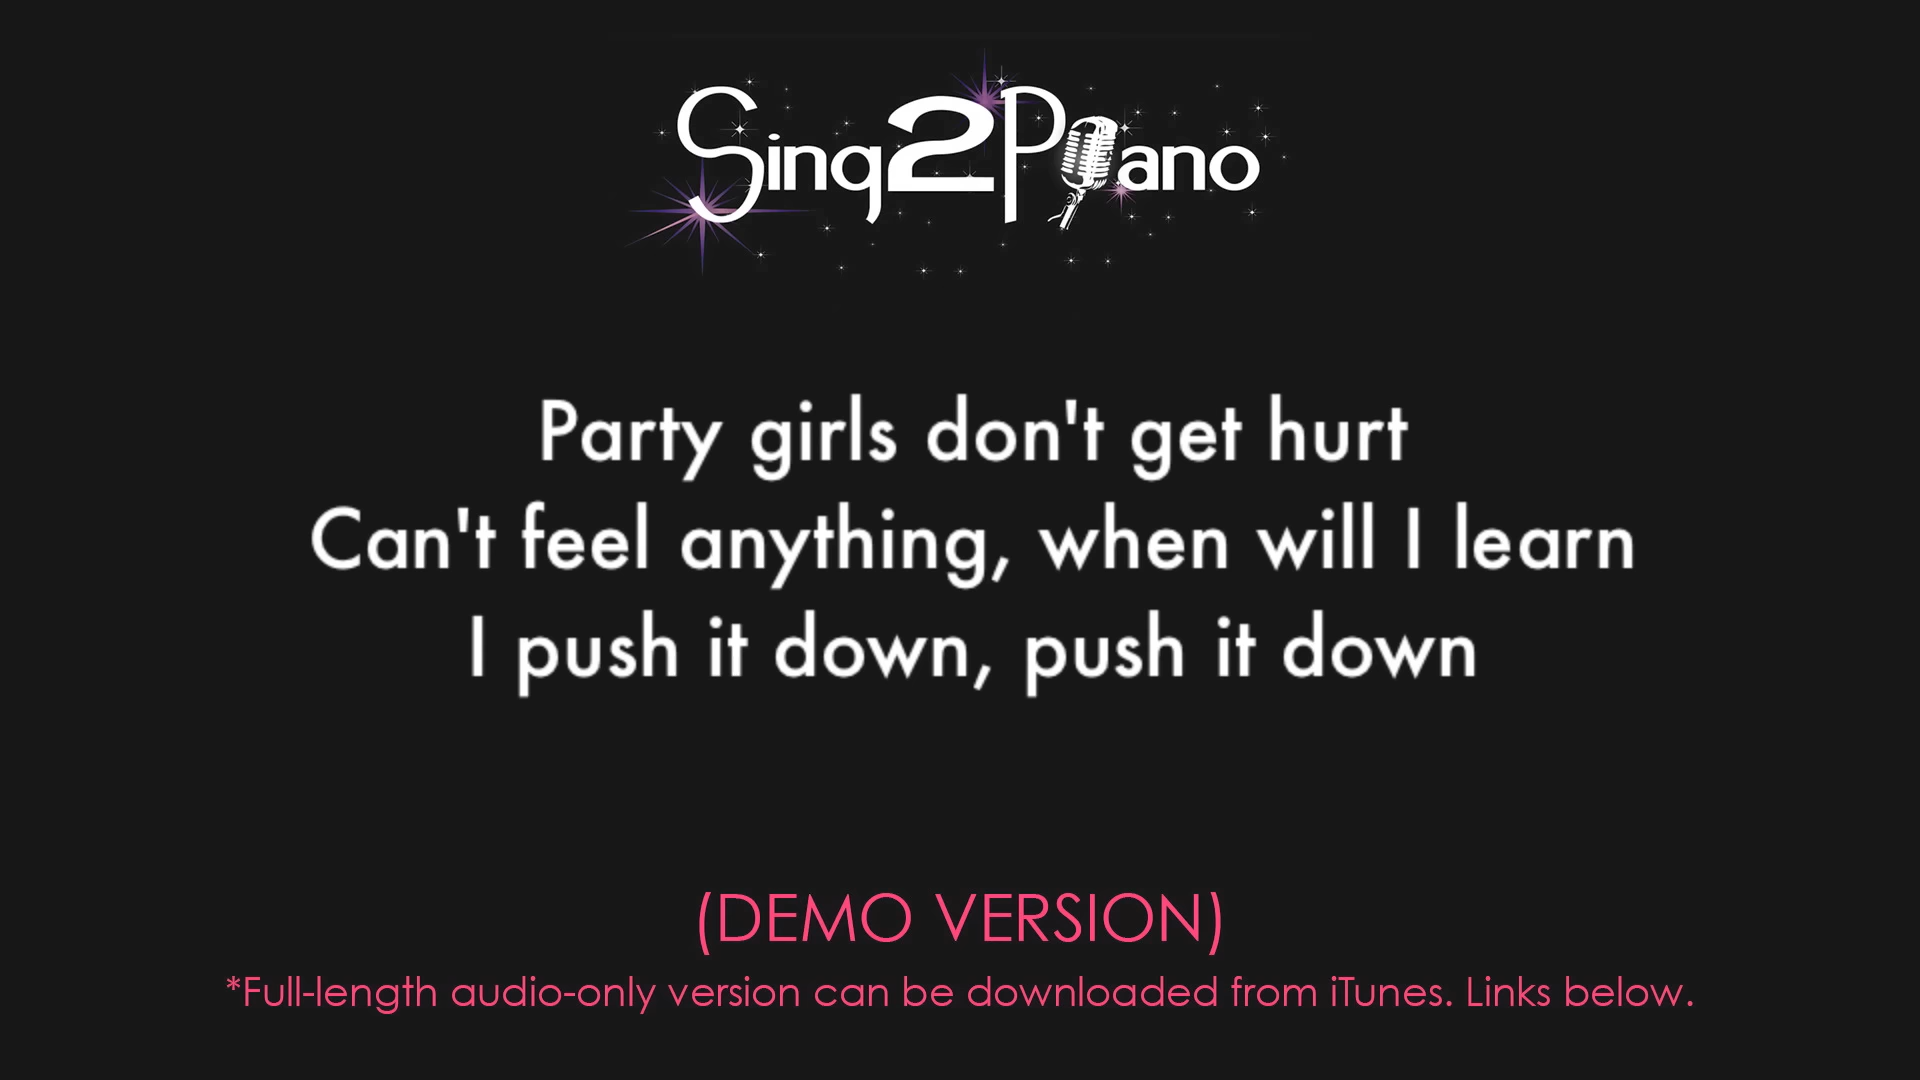 Sing2Piano
Party girls don't get hurt
Can't feel anything, when will I learn
I push it down, push it down
(DEMO VERSION)
*Full-length audio-only version can be downloaded from iTunes. Links below.